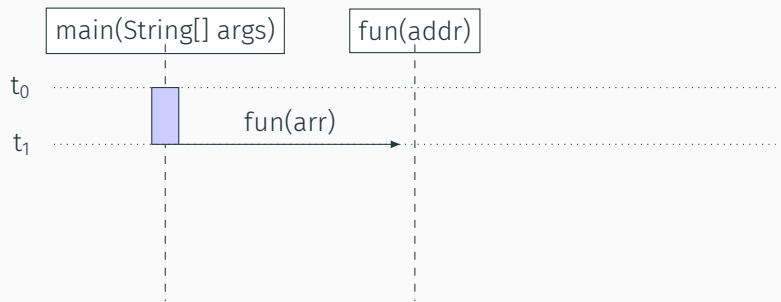 main(String[] args) fun(addr)
t₀
fun(arr)
t₁